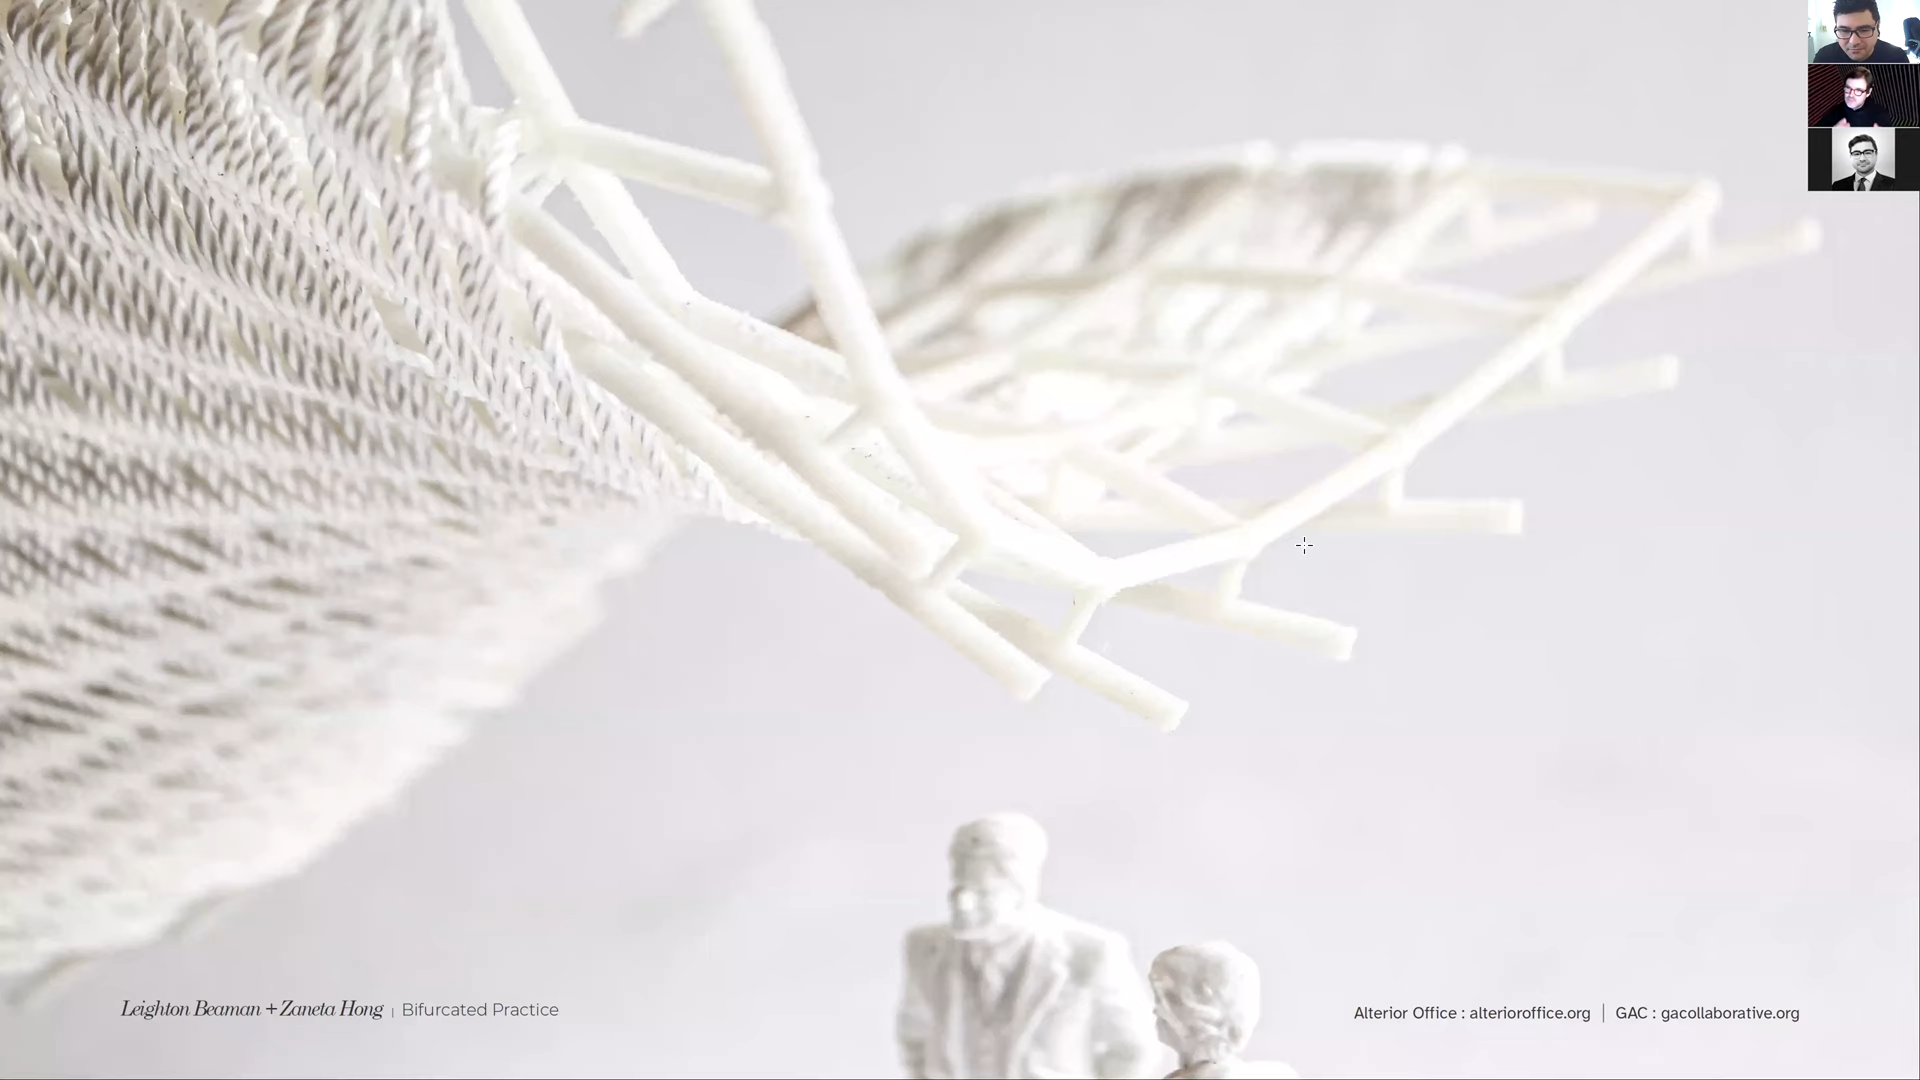 Leighton Beaman + Zaneta Hong | Bifurcated Practice
Alterior Office : alterioroffice.org | GAC : gacollaborative.org